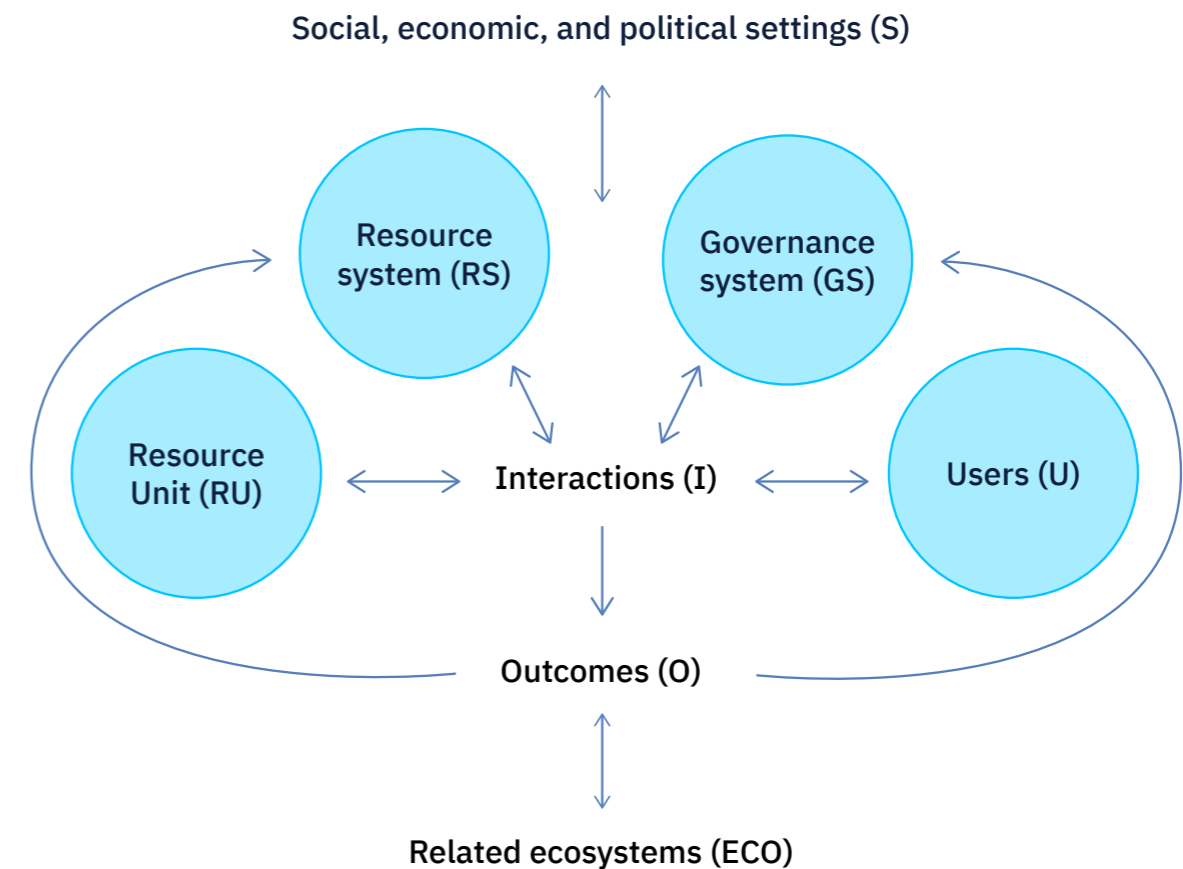 Social, economic, and political settings (S)
Resource
system (RS)
Governance
system (GS)
Resource
Unit (RU)
Interactions (I)
Users (U)
Outcomes (O)
Related ecosystems (ECO)